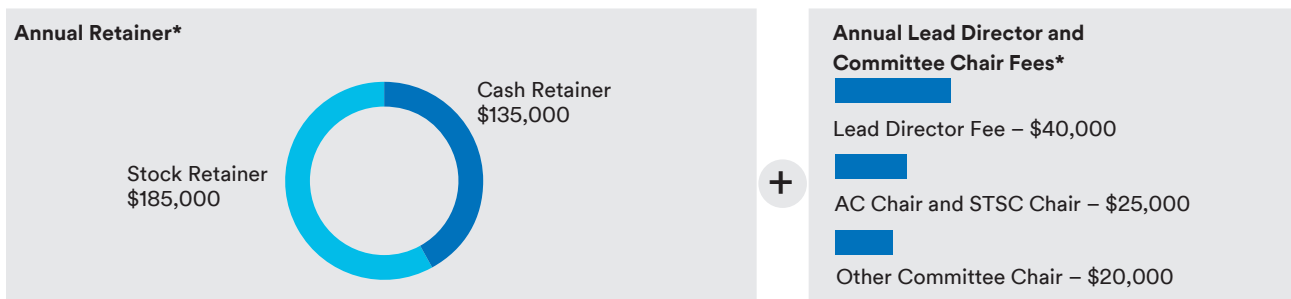 Annual Retainer*
Cash Retainer
$135,000
Stock Retainer
$185,000
+
Annual Lead Director and
Committee Chair Fees*
Lead Director Fee – $40,000
AC Chair and STSC Chair – $25,000
Other Committee Chair – $20,000